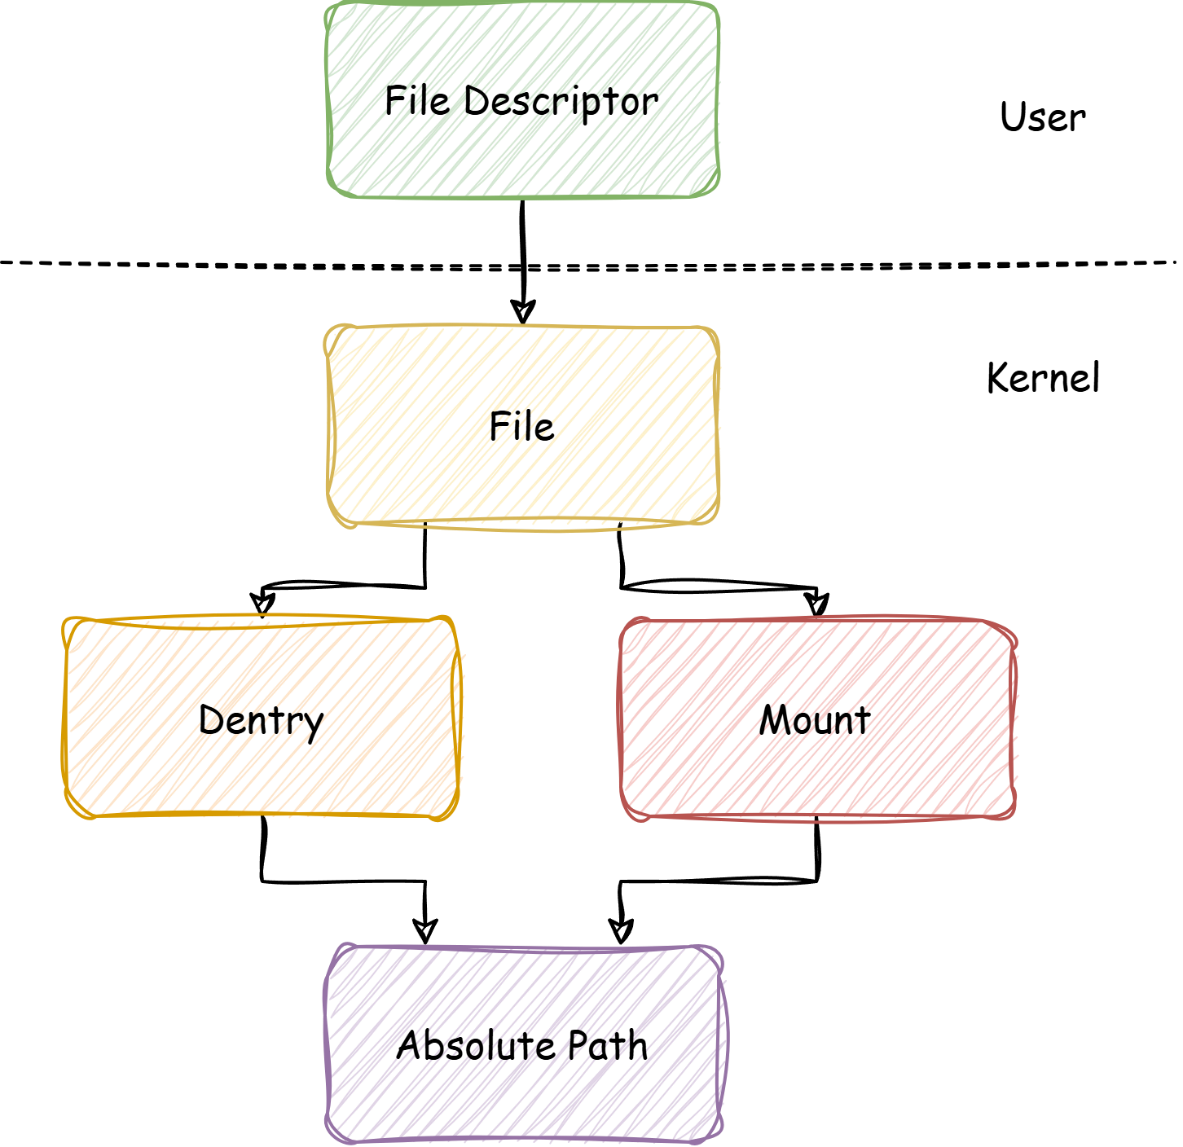 File Descriptor
User
Kernel
File
Dentry
Mount
Absolute Path